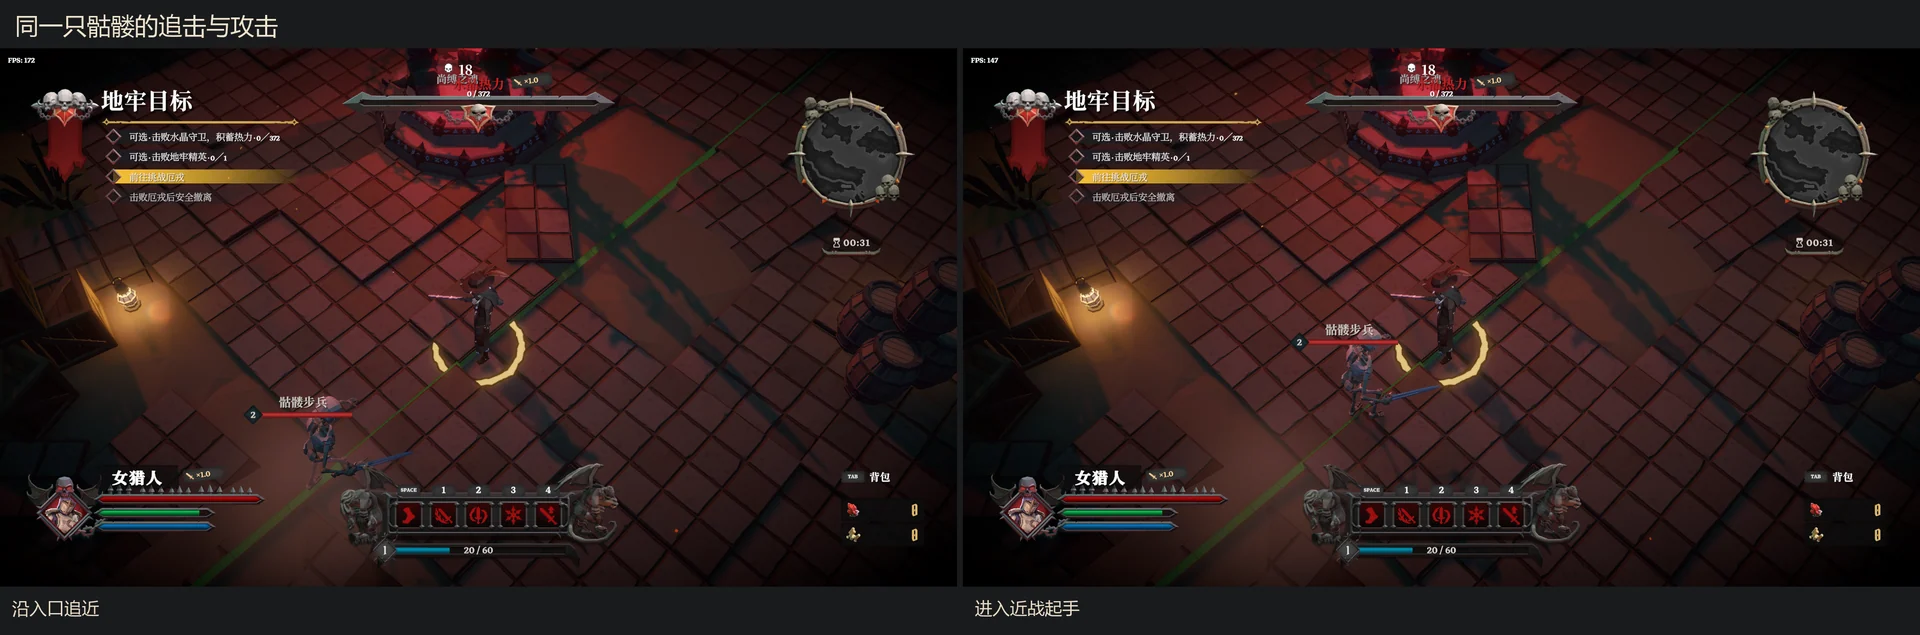 同一只骷髅的追击与攻击
FPS: 172
18
×1.0
0 / 372
地牢目标
可选·击败水晶守卫，积蓄热力·0／372
可选·击败地牢精英·0／1
前往挑战厄戎
击败厄戎后安全撤离
00:31
骷髅步兵
2
女猎人
×1.0
SPACE 1 2 3 4
1 20 / 60
TAB 背包
0
0
沿入口追近
FPS: 147
18
×1.0
0 / 372
地牢目标
可选·击败水晶守卫，积蓄热力·0／372
可选·击败地牢精英·0／1
前往挑战厄戎
击败厄戎后安全撤离
00:31
骷髅步兵
2
女猎人
×1.0
SPACE 1 2 3 4
1 20 / 60
TAB 背包
0
0
进入近战起手